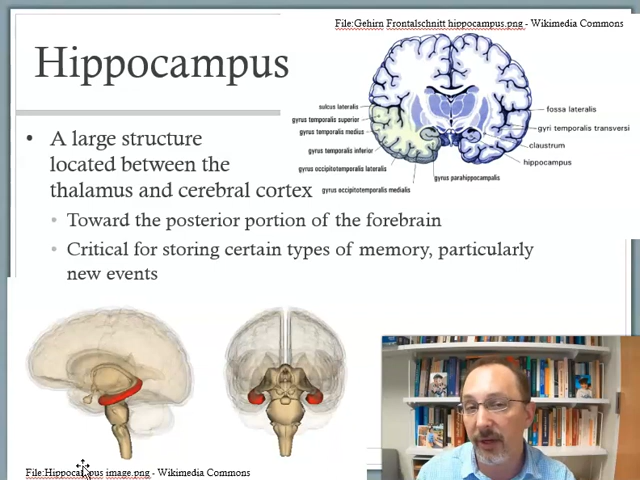 File:Gehirn Frontalschnitt hippocampus.png - Wikimedia Commons
Hippocampus
sulcus lateralis
gyrus temporalis superior
gyrus temporalis medius
gyrus temporalis inferior
gyrus occipitotemporalis lateralis
gyrus occipitotemporalis medialis
gyrus parahippocampalis
fossa lateralis
gyri temporalis transversi
claustrum
hippocampus
• A large structure
located between the
thalamus and cerebral cortex
• Toward the posterior portion of the forebrain
• Critical for storing certain types of memory, particularly
new events
File:Hippocampus image.png - Wikimedia Commons